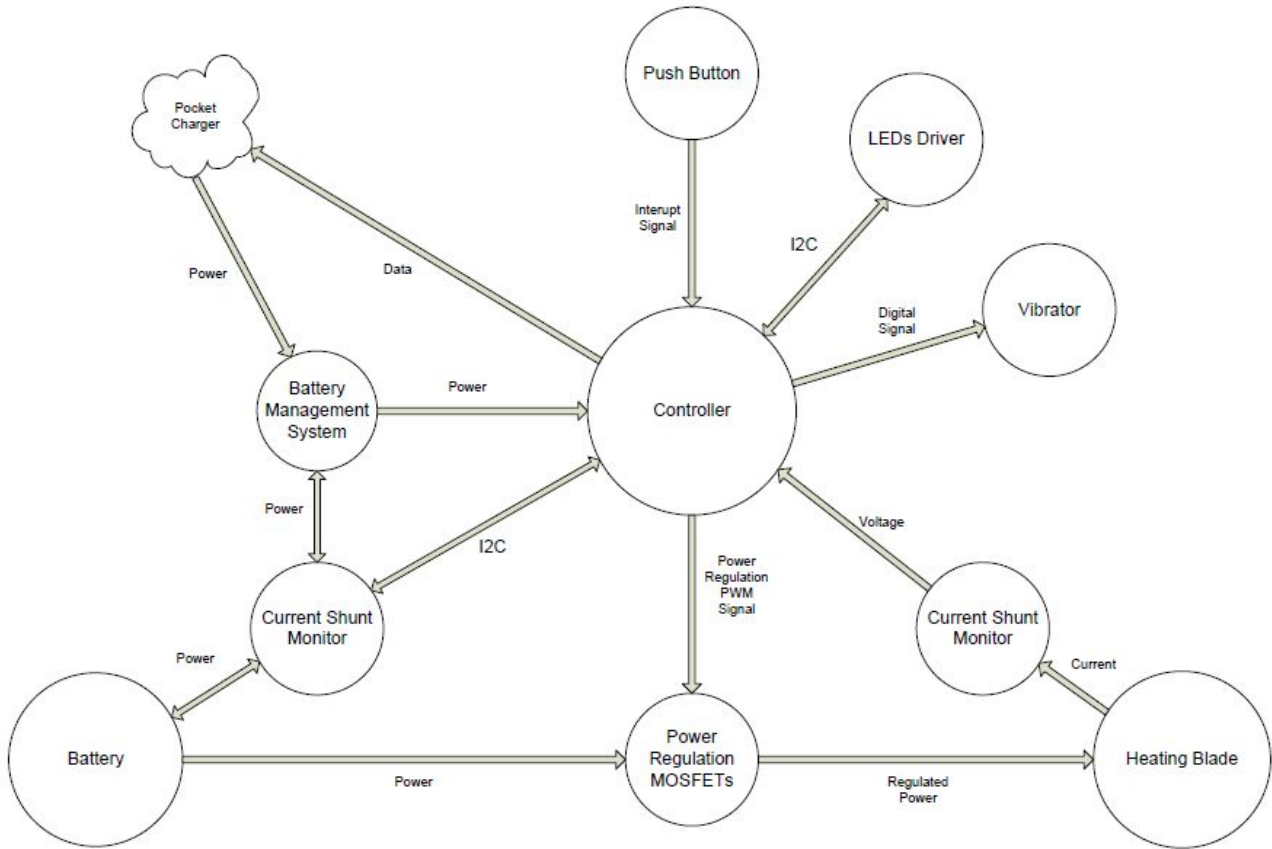 Push Button
Pocket
Charger
LEDs Driver
Interupt
Signal
I2C
Power
Data
Digital
Signal
Vibrator
Battery
Management
System
Power
Controller
Power
I2C
Voltage
Power
Regulation
PWM
Signal
Current Shunt
Monitor
Current Shunt
Monitor
Power
Current
Battery
Power
Regulation
MOSFETs
Heating Blade
Power
Regulated
Power